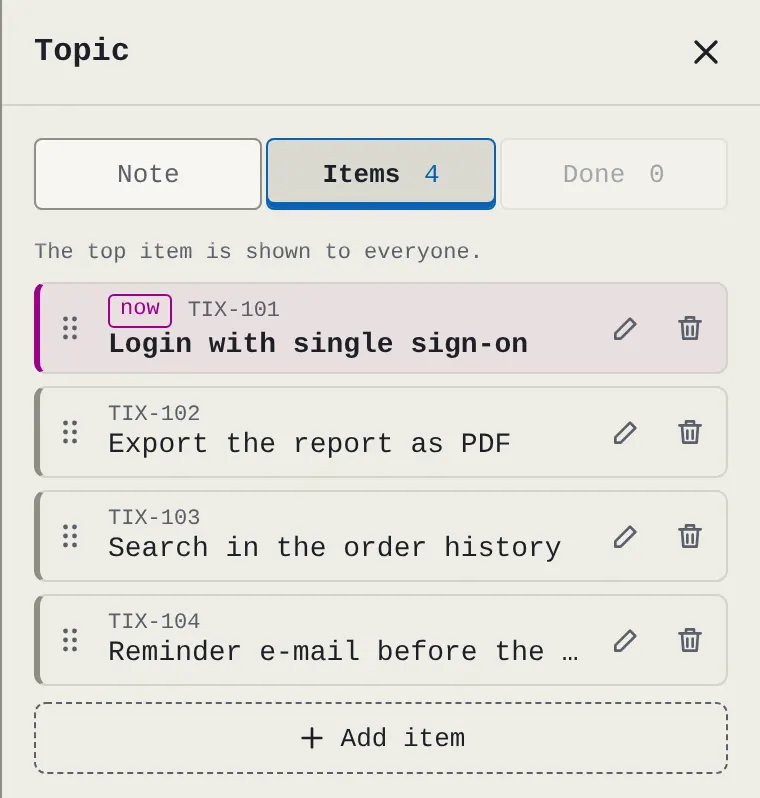 Topic
Note
Items 4
Done 0
The top item is shown to everyone.
now TIX-101
Login with single sign-on
TIX-102
Export the report as PDF
TIX-103
Search in the order history
TIX-104
Reminder e-mail before the …
Add item